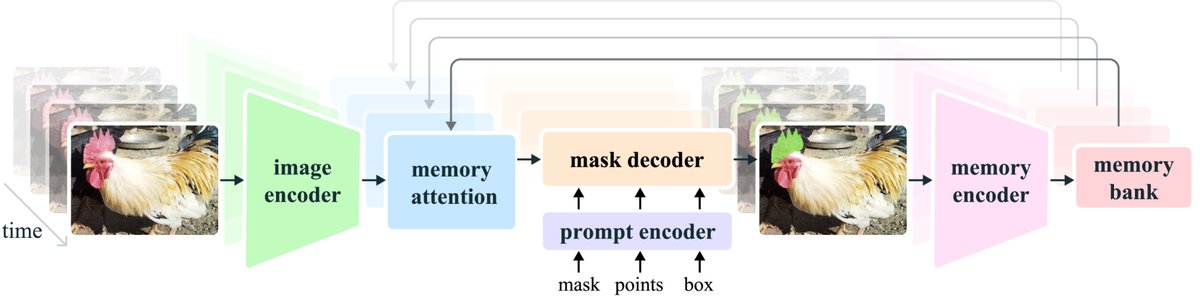 time
image
encoder
memory
attention
mask decoder
prompt encoder
mask points box
memory
encoder
memory
bank